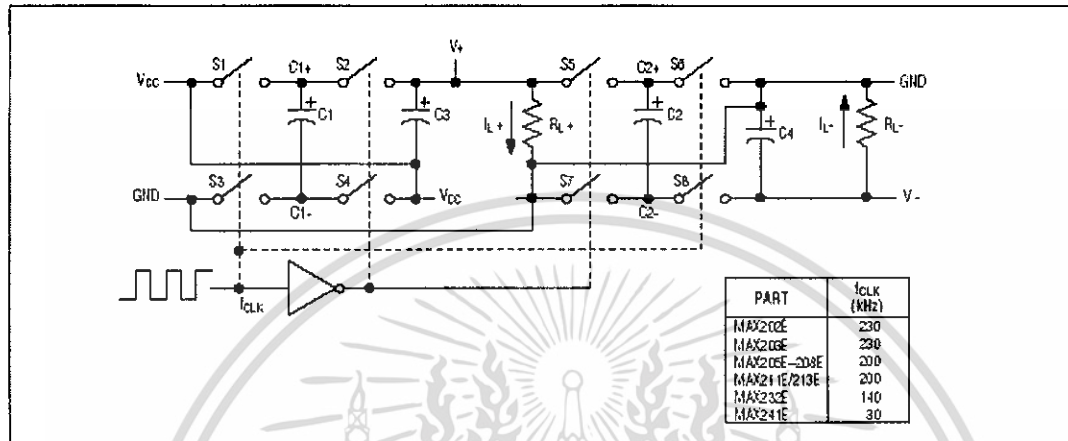 V+
S1 C1+ S2 S5 C2+ S6
VCC GND
C1 C3 IL+ RL+ C2 C4 IL- RL-
S3 S4 S7 S8
GND C1- VCC C2- V-
fCLK
PART fCLK (kHz)
MAX202E 230
MAX203E 230
MAX205E–208E 200
MAX211E/213E 200
MAX232E 140
MAX241E 30